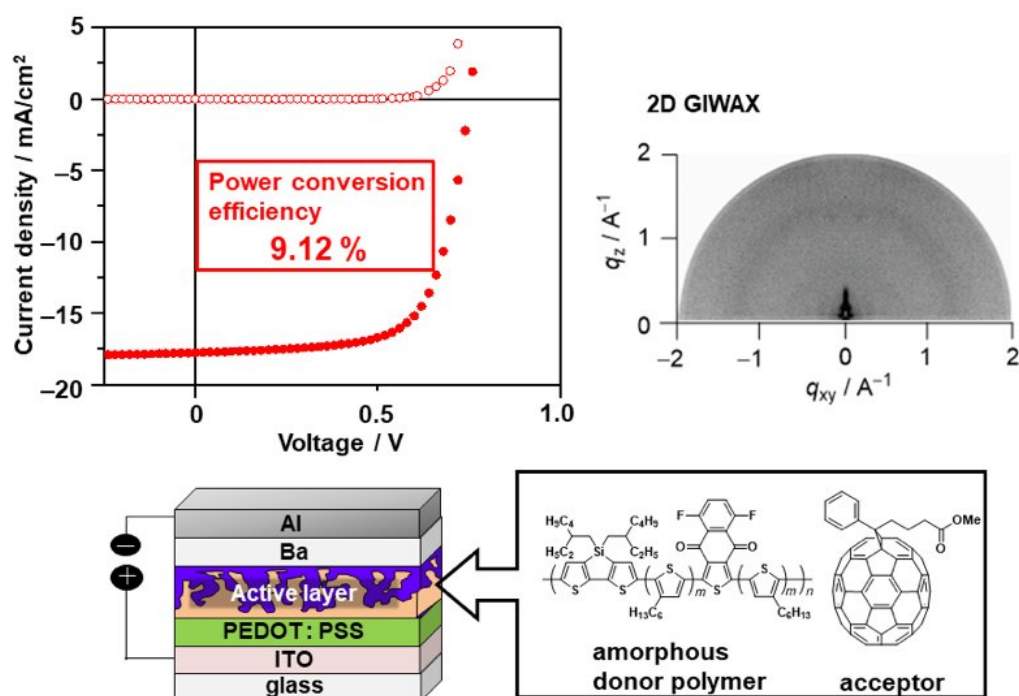 5
0
−5
−10
−15
−20
Current density / mA/cm²
Power conversion
efficiency
9.12 %
0
0.5
1.0
Voltage / V
2D GIWAX
2
1
0
q_z / A⁻¹
−2
−1
0
1
2
q_xy / A⁻¹
Al
Ba
Active layer
PEDOT: PSS
ITO
glass
−
+
H₉C₄
C₄H₉
H₅C₂
C₂H₅
Si
F
F
O
O
S
S
S
S
S
m
m
n
H₁₃C₆
C₆H₁₃
O
OMe
amorphous
donor polymer
acceptor